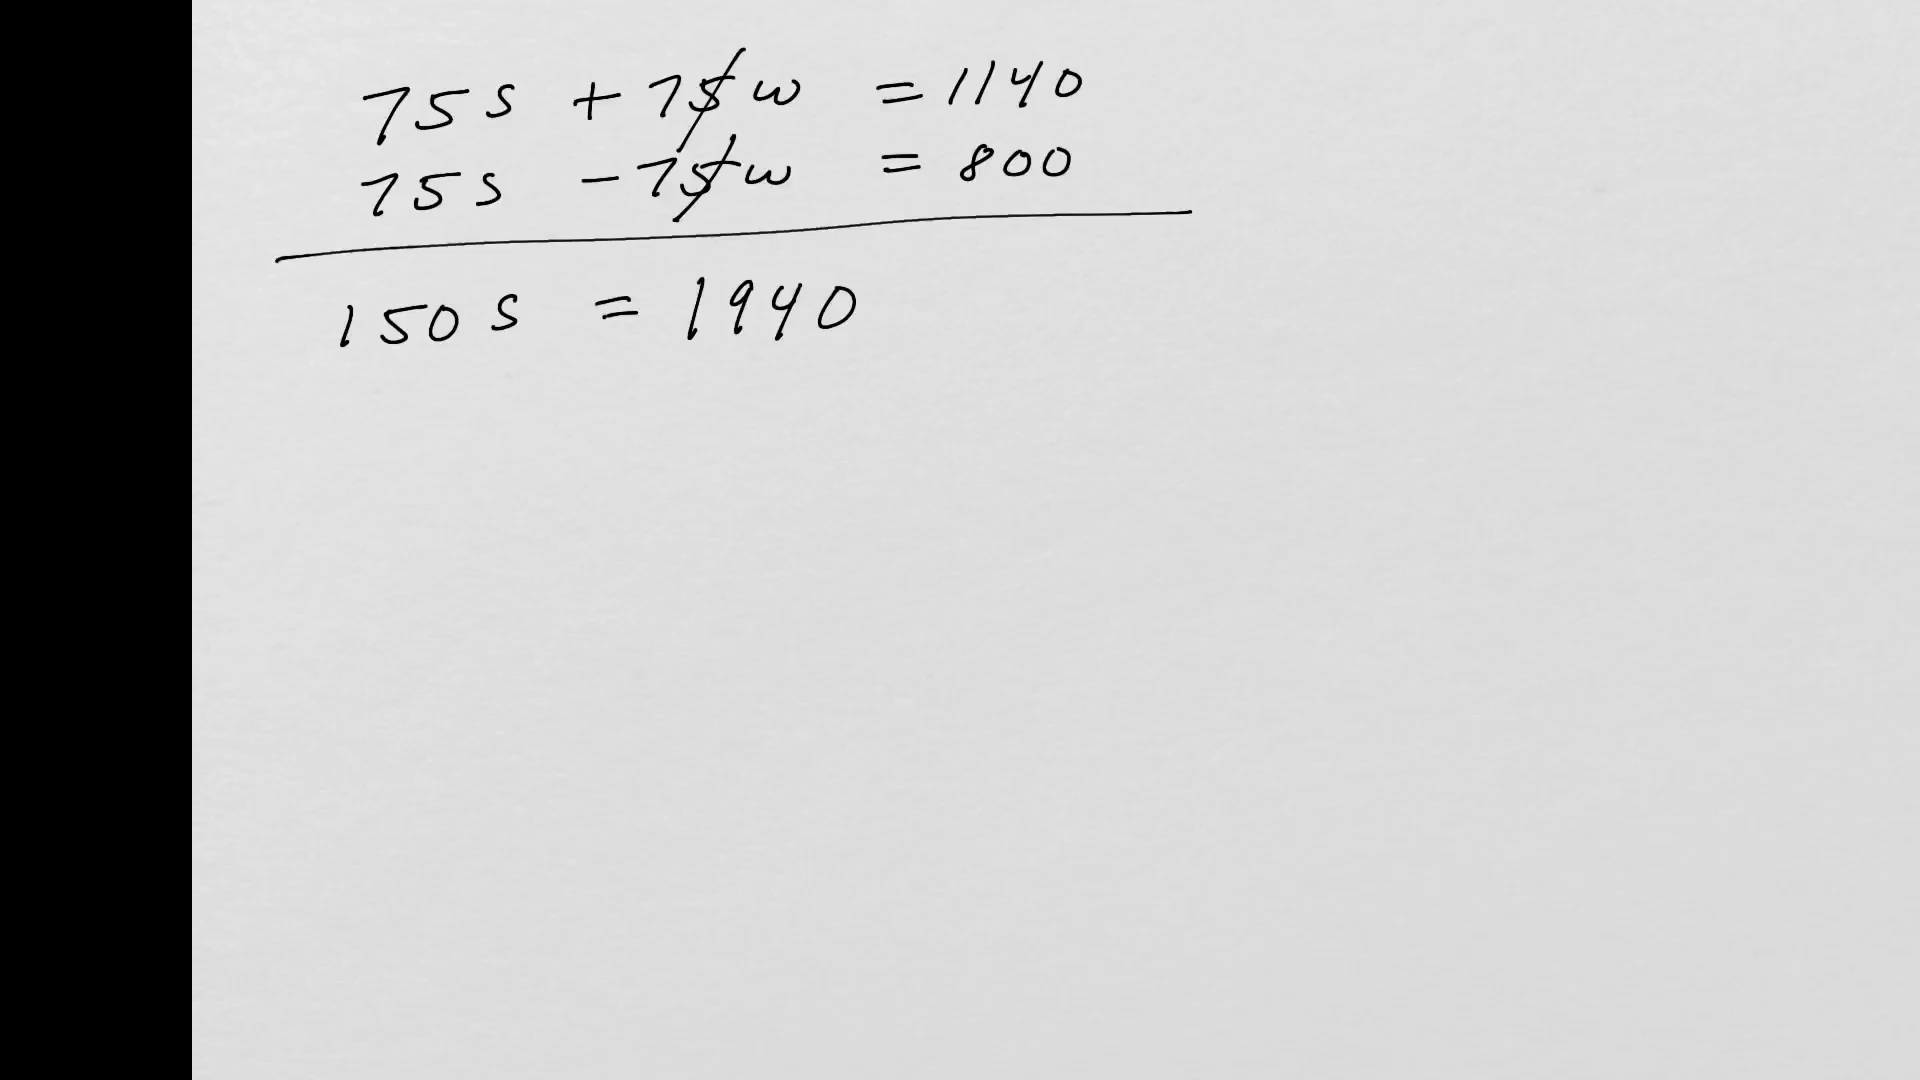 75s + 75w = 1140
75s - 75w = 800
150s = 1940